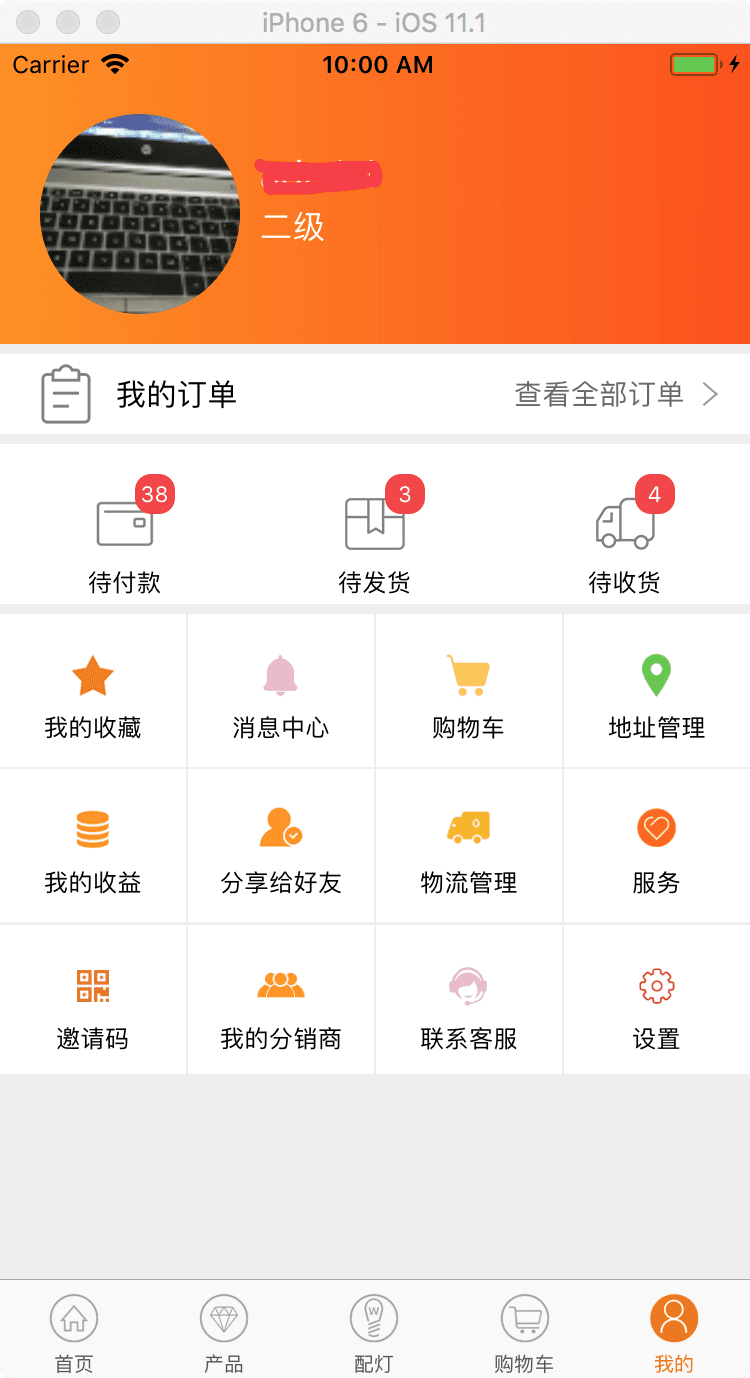 iPhone 6 - iOS 11.1
Carrier 10:00 AM
二级
我的订单 查看全部订单
38 3 4
待付款 待发货 待收货
我的收藏 消息中心 购物车 地址管理
我的收益 分享给好友 物流管理 服务
邀请码 我的分销商 联系客服 设置
W
首页 产品 配灯 购物车 我的